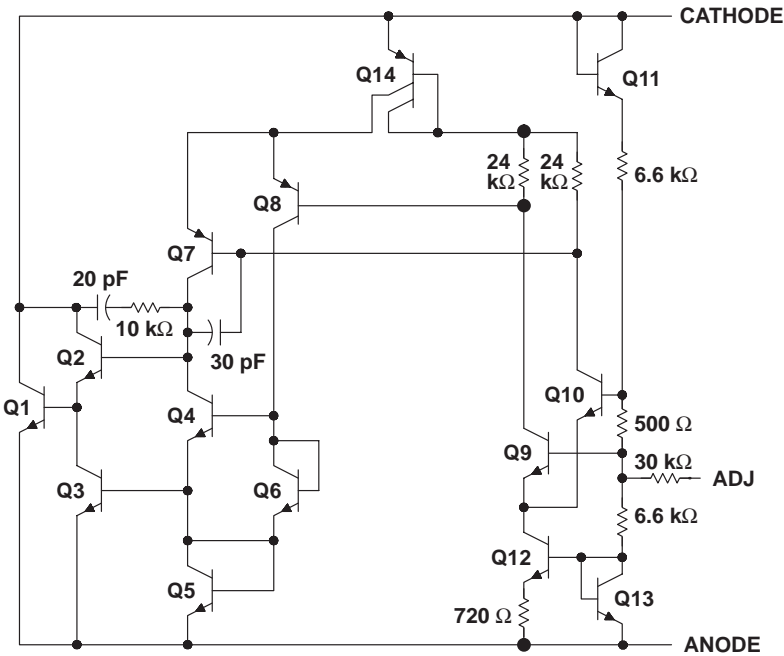 CATHODE
Q14
Q11
24
kΩ
24
kΩ
6.6 kΩ
Q8
Q7
20 pF
10 kΩ
30 pF
Q2
Q1
Q4
Q10
500 Ω
Q9
30 kΩ
ADJ
Q3
Q6
6.6 kΩ
Q12
Q5
Q13
720 Ω
ANODE